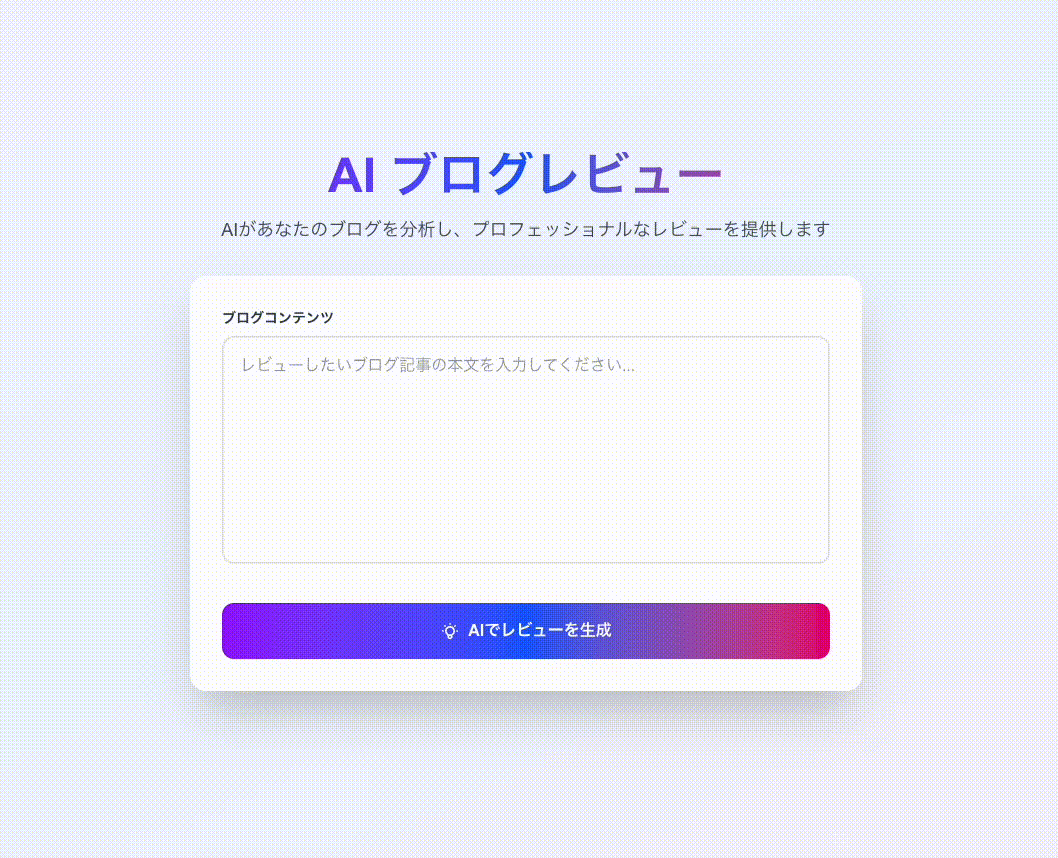 AI ブログレビュー
AIがあなたのブログを分析し、プロフェッショナルなレビューを提供します
ブログコンテンツ
レビューしたいブログ記事の本文を入力してください...
AIでレビューを生成